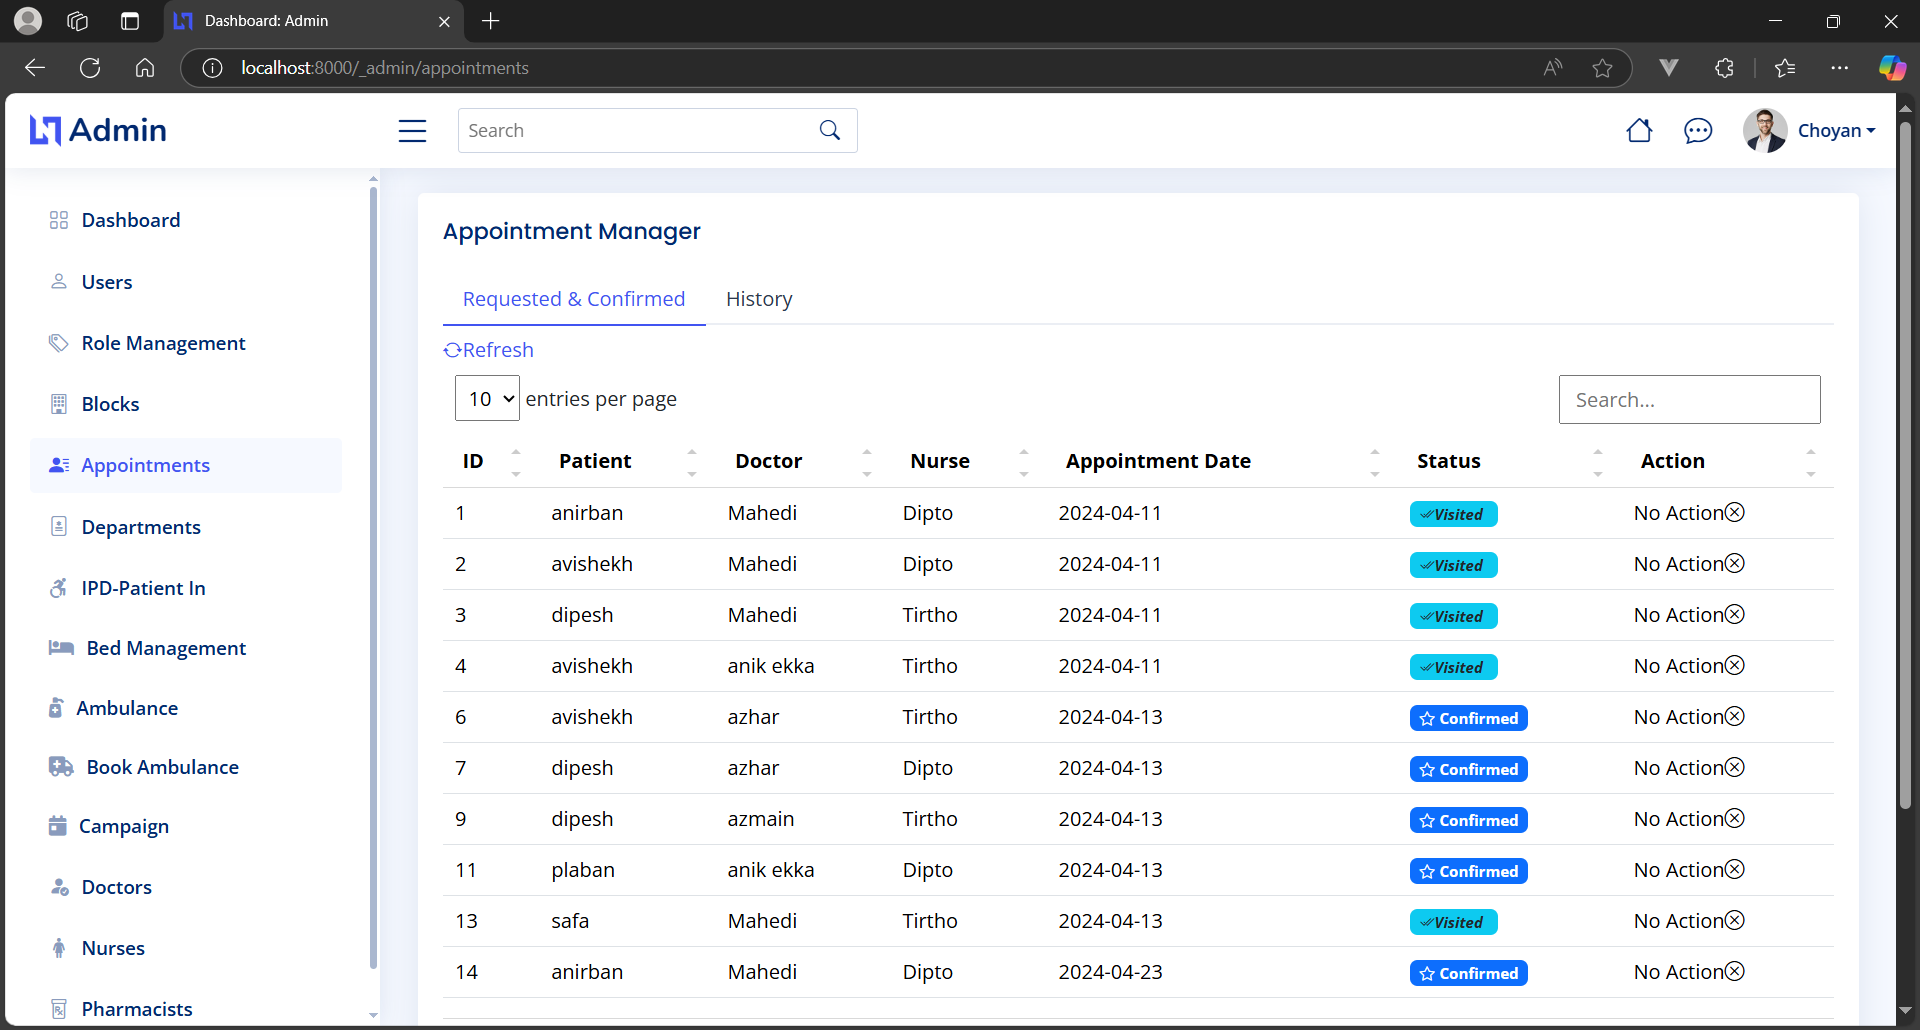 Dashboard: Admin
localhost:8000/_admin/appointments
Admin
Search
Choyan
Dashboard
Users
Role Management
Blocks
Appointments
Departments
IPD-Patient In
Bed Management
Ambulance
Book Ambulance
Campaign
Doctors
Nurses
Pharmacists
Appointment Manager
Requested & Confirmed History
Refresh
10 entries per page Search...
ID Patient Doctor Nurse Appointment Date Status Action
1 anirban Mahedi Dipto 2024-04-11 Visited No Action
2 avishekh Mahedi Dipto 2024-04-11 Visited No Action
3 dipesh Mahedi Tirtho 2024-04-11 Visited No Action
4 avishekh anik ekka Tirtho 2024-04-11 Visited No Action
6 avishekh azhar Tirtho 2024-04-13 Confirmed No Action
7 dipesh azhar Dipto 2024-04-13 Confirmed No Action
9 dipesh azmain Tirtho 2024-04-13 Confirmed No Action
11 plaban anik ekka Dipto 2024-04-13 Confirmed No Action
13 safa Mahedi Tirtho 2024-04-13 Visited No Action
14 anirban Mahedi Dipto 2024-04-23 Confirmed No Action